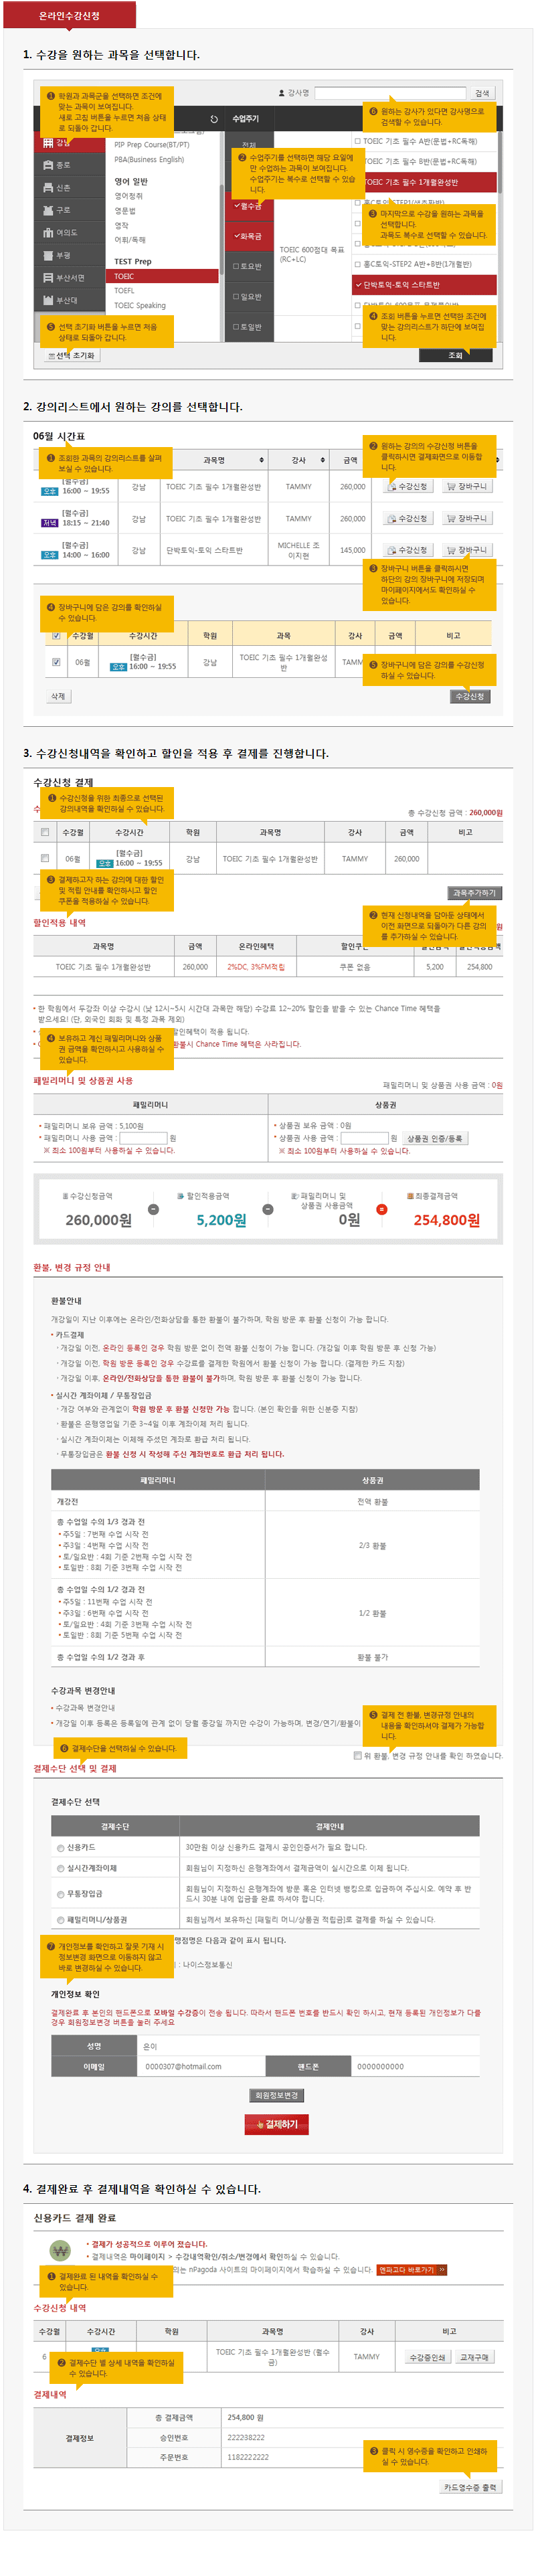 온라인수강신청
1. 수강을 원하는 과목을 선택합니다.
❶ 학원과 과목군을 선택하면 조건에
맞는 과목이 보여집니다.
새로 고침 버튼을 누르면 처음 상태
로 되돌아 갑니다.
강사명
검색
❻ 원하는 강사가 있다면 강사명으로
검색할 수 있습니다.
수업주기
전체
강남
종로
신촌
구로
여의도
부평
부산서면
부산대
PIP Prep Course(BT/PT)
PBA(Business English)
영어 일반
영어청취
영문법
영작
어휘/독해
TEST Prep
TOEIC
TOEFL
TOEIC Speaking
❷ 수업주기를 선택하면 해당 요일에
만 수업하는 과목이 보여집니다.
수업주기는 복수로 선택할 수 있습
니다.
월수금
화목금
토요반
일요반
토일반
TOEIC 600점대 목표
(RC+LC)
TOEIC 기초 필수 A반(문법+RC독해)
TOEIC 기초 필수 B반(문법+RC독해)
TOEIC 기초 필수 1개월완성반
❸ 마지막으로 수강을 원하는 과목을
선택합니다.
과목도 복수로 선택할 수 있습니다.
홍C토익-STEP2 A반+B반(1개월반)
단박토익-토익 스타트반
❹ 조회 버튼을 누르면 선택한 조건에
맞는 강의리스트가 하단에 보여집
니다.
❺ 선택 초기화 버튼을 누르면 처음
상태로 되돌아 갑니다.
선택 초기화
조회
2. 강의리스트에서 원하는 강의를 선택합니다.
06월 시간표
❶ 조회한 과목의 강의리스트를 살펴
보실 수 있습니다.
❷ 원하는 강의의 수강신청 버튼을
클릭하시면 결제화면으로 이동합
니다.
과목명 강사 금액
[월수금]
오후 16:00 ~ 19:55 강남 TOEIC 기초 필수 1개월완성반 TAMMY 260,000 수강신청 장바구니
[월수금]
저녁 18:15 ~ 21:40 강남 TOEIC 기초 필수 1개월완성반 TAMMY 260,000 수강신청 장바구니
[월수금]
오후 14:00 ~ 16:00 강남 단박토익-토익 스타트반 MICHELLE 조
이지현 145,000 수강신청 장바구니
❸ 장바구니 버튼을 클릭하시면
하단의 강의 장바구니에 저장되며
마이페이지에서도 확인하실 수
있습니다.
❹ 장바구니에 담은 강의를 확인하실
수 있습니다.
수강월 수강시간 학원 과목 강사 금액 비고
06월 [월수금]
오후 16:00 ~ 19:55 강남 TOEIC 기초 필수 1개월완성
반
❺ 장바구니에 담은 강의를 수강신청
하실 수 있습니다.
삭제
수강신청
3. 수강신청내역을 확인하고 할인을 적용 후 결제를 진행합니다.
수강신청 결제
❶ 수강신청을 위한 최종으로 선택된
강의내역을 확인하실 수 있습니다.
총 수강신청 금액 : 260,000원
수강월 수강시간 학원 과목명 강사 금액 비고
06월 [월수금]
오후 16:00 ~ 19:55 강남 TOEIC 기초 필수 1개월완성반 TAMMY 260,000
❸ 결제하고자 하는 강의에 대한 할인
및 적립 안내를 확인하시고 할인
쿠폰을 적용하실 수 있습니다.
과목추가하기
❷ 현재 신청내역을 담아둔 상태에서
이전 화면으로 되돌아가 다른 강의
를 추가하실 수 있습니다.
할인적용 내역
과목명 금액 온라인혜택
TOEIC 기초 필수 1개월완성반 260,000 2%DC, 3%FM적립 쿠폰 없음 5,200 254,800
한 학원에서 두강좌 이상 수강시 (낮 12시~5시 시간대 과목만 해당) 수강료 12~20% 할인을 받을 수 있는 Chance Time 혜택을
받으세요! (단, 외국인 회화 및 특정 과목 제외)
할인혜택이 적용 됩니다.
환불시 Chance Time 혜택은 사라집니다.
❹ 보유하고 계신 패밀리머니와 상품
권 금액을 확인하시고 사용하실 수
있습니다.
패밀리머니 및 상품권 사용
패밀리머니 및 상품권 사용 금액 : 0원
패밀리머니 상품권
패밀리머니 보유 금액 : 5,100원
패밀리머니 사용 금액 : 원
※ 최소 100원부터 사용하실 수 있습니다.
상품권 보유 금액 : 0원
상품권 사용 금액 : 원 상품권 인증/등록
※ 최소 100원부터 사용하실 수 있습니다.
수강신청금액
260,000원
할인적용금액
5,200원
패밀리머니 및
상품권 사용금액
0원
최종결제금액
254,800원
환불, 변경 규정 안내
환불안내
개강일이 지난 이후에는 온라인/전화상담을 통한 환불이 불가하며, 학원 방문 후 환불 신청이 가능 합니다.
카드결제
개강일 이전, 온라인 등록인 경우 학원 방문 없이 전액 환불 신청이 가능 합니다. (개강일 이후 학원 방문 후 신청 가능)
개강일 이전, 학원 방문 등록인 경우 수강료를 결제한 학원에서 환불 신청이 가능 합니다. (결제한 카드 지참)
개강일 이후, 온라인/전화상담을 통한 환불이 불가하며, 학원 방문 후 환불 신청이 가능 합니다.
실시간 계좌이체 / 무통장입금
개강 여부와 관계없이 학원 방문 후 환불 신청만 가능 합니다. (본인 확인을 위한 신분증 지참)
환불은 은행영업일 기준 3~4일 이후 계좌이체 처리 됩니다.
실시간 계좌이체는 이체해 주셨던 계좌로 환급 처리 됩니다.
무통장입금은 환불 신청 시 작성해 주신 계좌번호로 환급 처리 됩니다.
패밀리머니 상품권
개강전 전액 환불
총 수업일 수의 1/3 경과 전
주5일 : 7번째 수업 시작 전
주3일 : 4번째 수업 시작 전
토/일요반 : 4회 기준 2번째 수업 시작 전
토일반 : 8회 기준 3번째 수업 시작 전
2/3 환불
총 수업일 수의 1/2 경과 전
주5일 : 11번째 수업 시작 전
주3일 : 6번째 수업 시작 전
토/일요반 : 4회 기준 3번째 수업 시작 전
토일반 : 8회 기준 5번째 수업 시작 전
1/2 환불
총 수업일 수의 1/2 경과 후 환불 불가
수강과목 변경안내
수강과목 변경안내
개강일 이후 등록은 등록일에 관계 없이 당월 종강일 까지만 수강이 가능하며, 변경/연기/환불이
❺ 결제 전 환불, 변경규정 안내의
내용을 확인하셔야 결제가 가능합
니다.
위 환불, 변경 규정 안내를 확인 하였습니다.
❻ 결제수단을 선택하실 수 있습니다.
결제수단 선택 및 결제
결제수단 선택
결제수단 결제안내
신용카드 30만원 이상 신용카드 결제시 공인인증서가 필요 합니다.
실시간계좌이체 회원님이 지정하신 은행계좌에서 결제금액이 실시간으로 이체 됩니다.
무통장입금 회원님이 지정하신 은행계좌에 방문 혹은 인터넷 뱅킹으로 입금하여 주십시오. 예약 후 반
드시 30분 내에 입금을 완료 하셔야 합니다.
패밀리머니/상품권 회원님께서 보유하신 [패밀리 머니/상품권 적립금]로 결제를 하실 수 있습니다.
❼ 개인정보를 확인하고 잘못 기재 시
정보변경 화면으로 이동하지 않고
바로 변경하실 수 있습니다.
맹점명은 다음과 같이 표시 됩니다.
: 나이스정보통신
개인정보 확인
결제완료 후 본인의 핸드폰으로 모바일 수강증이 전송 됩니다. 따라서 핸드폰 번호를 반드시 확인 하시고, 현재 등록된 개인정보가 다를
경우 회원정보변경 버튼을 눌러 주세요
성명 은이
이메일 0000307@hotmail.com 핸드폰 0000000000
회원정보변경
결제하기
4. 결제완료 후 결제내역을 확인하실 수 있습니다.
신용카드 결제 완료
결제가 성공적으로 이루어 졌습니다.
결제내역은 마이페이지 > 수강내역확인/취소/변경에서 확인하실 수 있습니다.
의는 nPagoda 사이트의 마이페이지에서 학습하실 수 있습니다. 엔파고다 바로가기
❶ 결제완료 된 내역을 확인하실 수
있습니다.
수강신청 내역
수강월 수강시간 학원 과목명 강사 비고
6 TOEIC 기초 필수 1개월완성반 (월수
금) TAMMY 수강증인쇄 교재구매
❷ 결제수단 별 상세 내역을 확인하실
수 있습니다.
결제내역
결제정보
총 결제금액 254,800 원
승인번호 222238222
주문번호 1182222222
❸ 클릭 시 영수증을 확인하고 인쇄하
실 수 있습니다.
카드영수증 출력